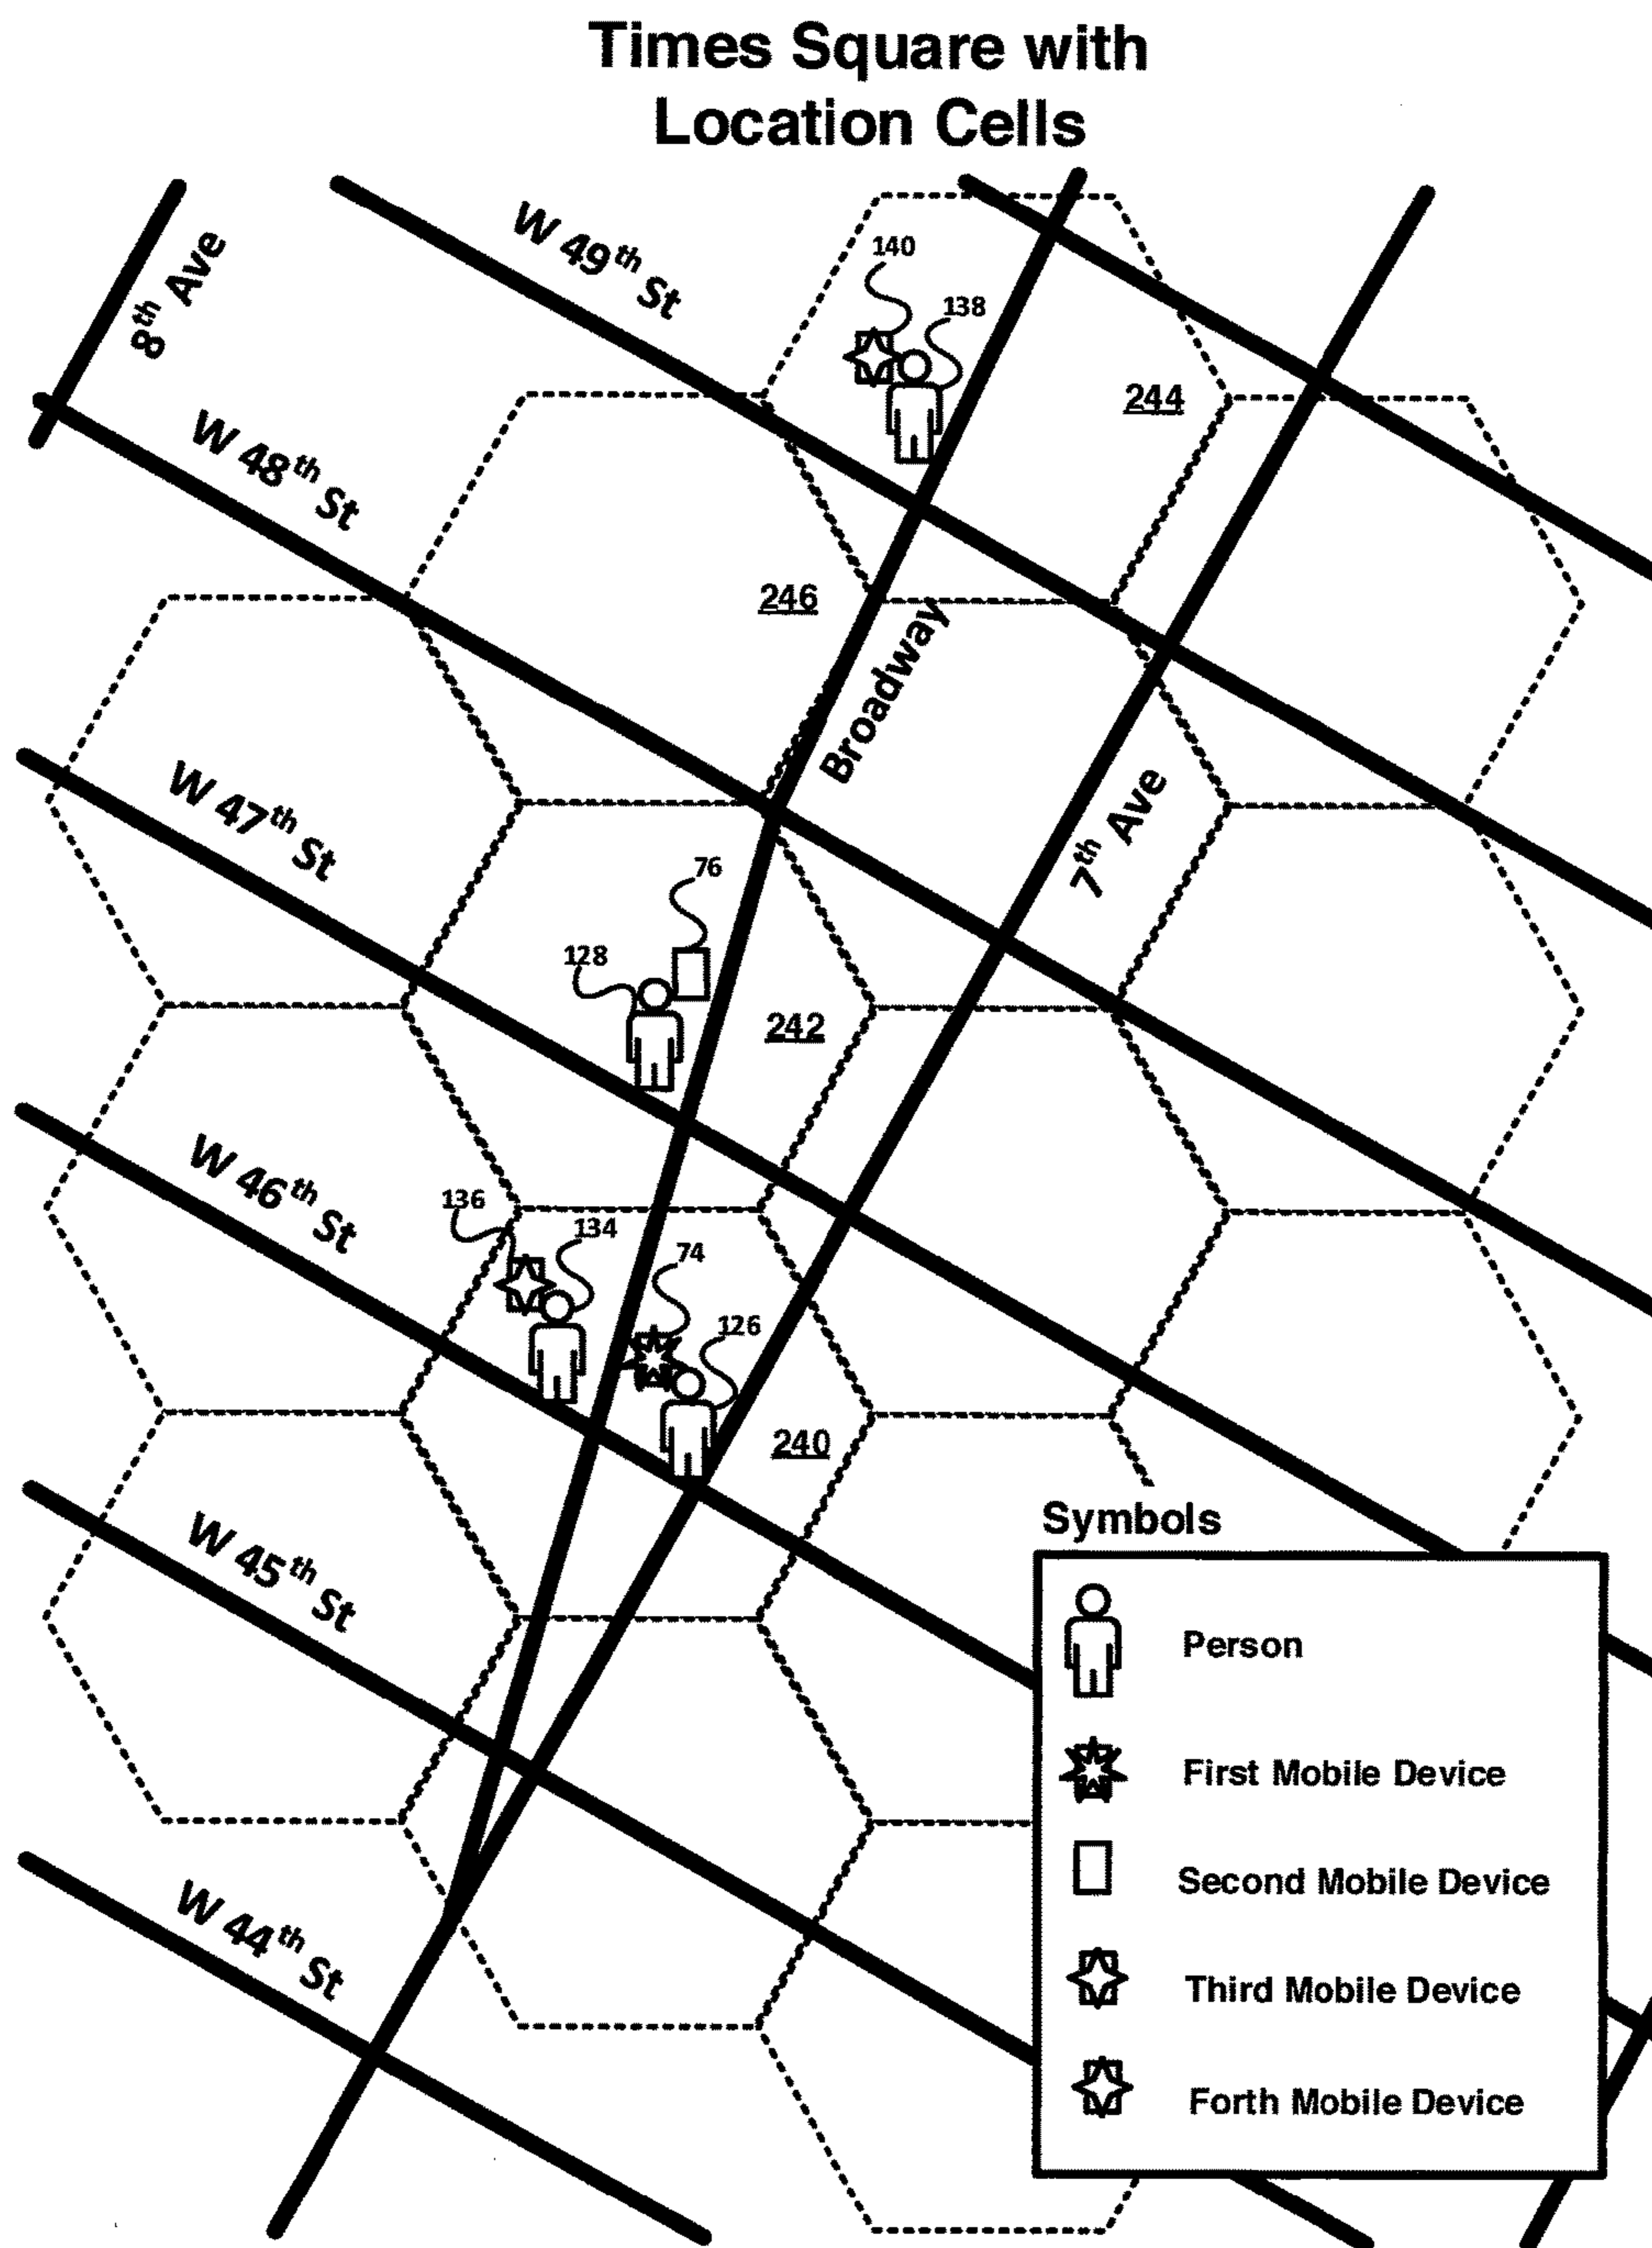 Times Square with
Location Cells
8th Ave
W 49th St
140
138
244
W 48th St
246
Broadway
W 47th St
7th Ave
76
128
242
W 46th St
136
134
74
126
240
W 45th St
Symbols
Person
First Mobile Device
Second Mobile Device
W 44th St
Third Mobile Device
Forth Mobile Device